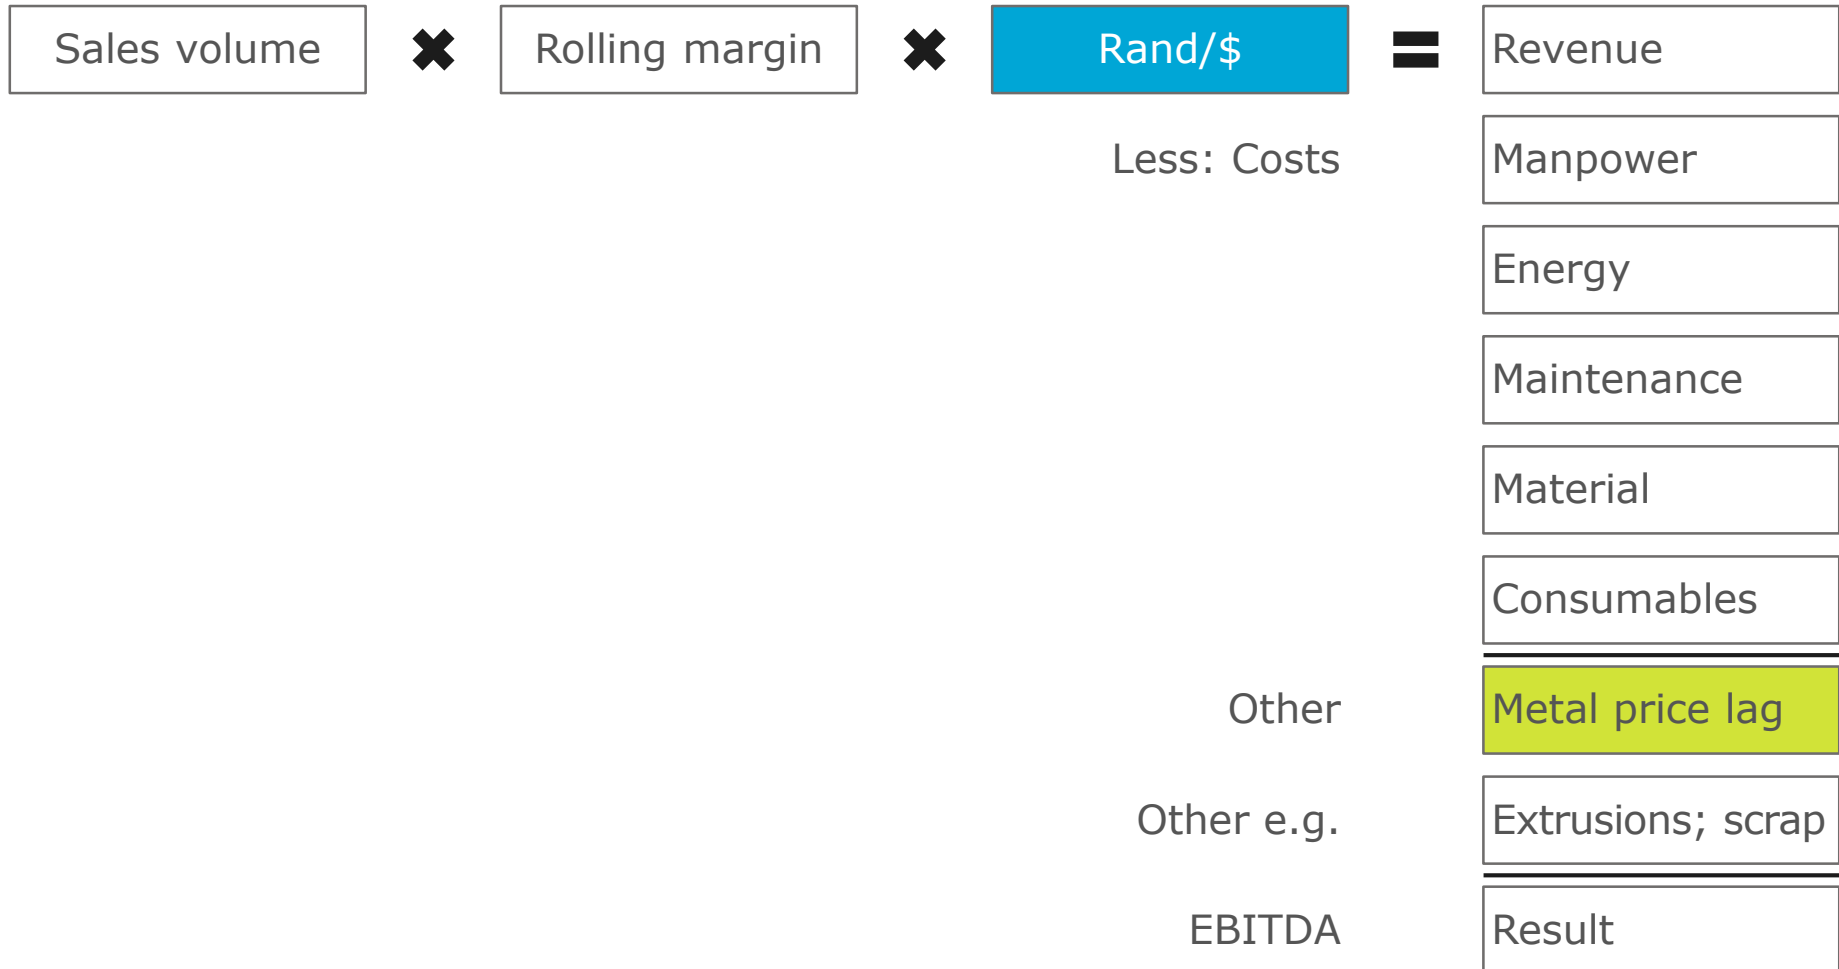 Sales volume ✖ Rolling margin ✖ Rand/$ = Revenue
Less: Costs Manpower
Energy
Maintenance
Material
Consumables
Other Metal price lag
Other e.g. Extrusions; scrap
EBITDA Result